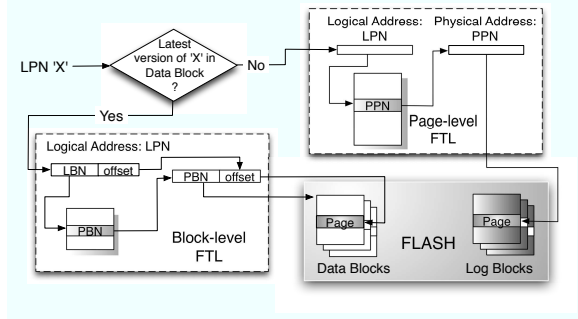 LPN 'X'
Latest
version of 'X' in
Data Block
?
No
Yes
Logical Address:
LPN
Physical Address:
PPN
PPN
Page-level
FTL
Logical Address: LPN
LBN
offset
PBN
offset
PBN
Block-level
FTL
Page
Data Blocks
FLASH
Page
Log Blocks